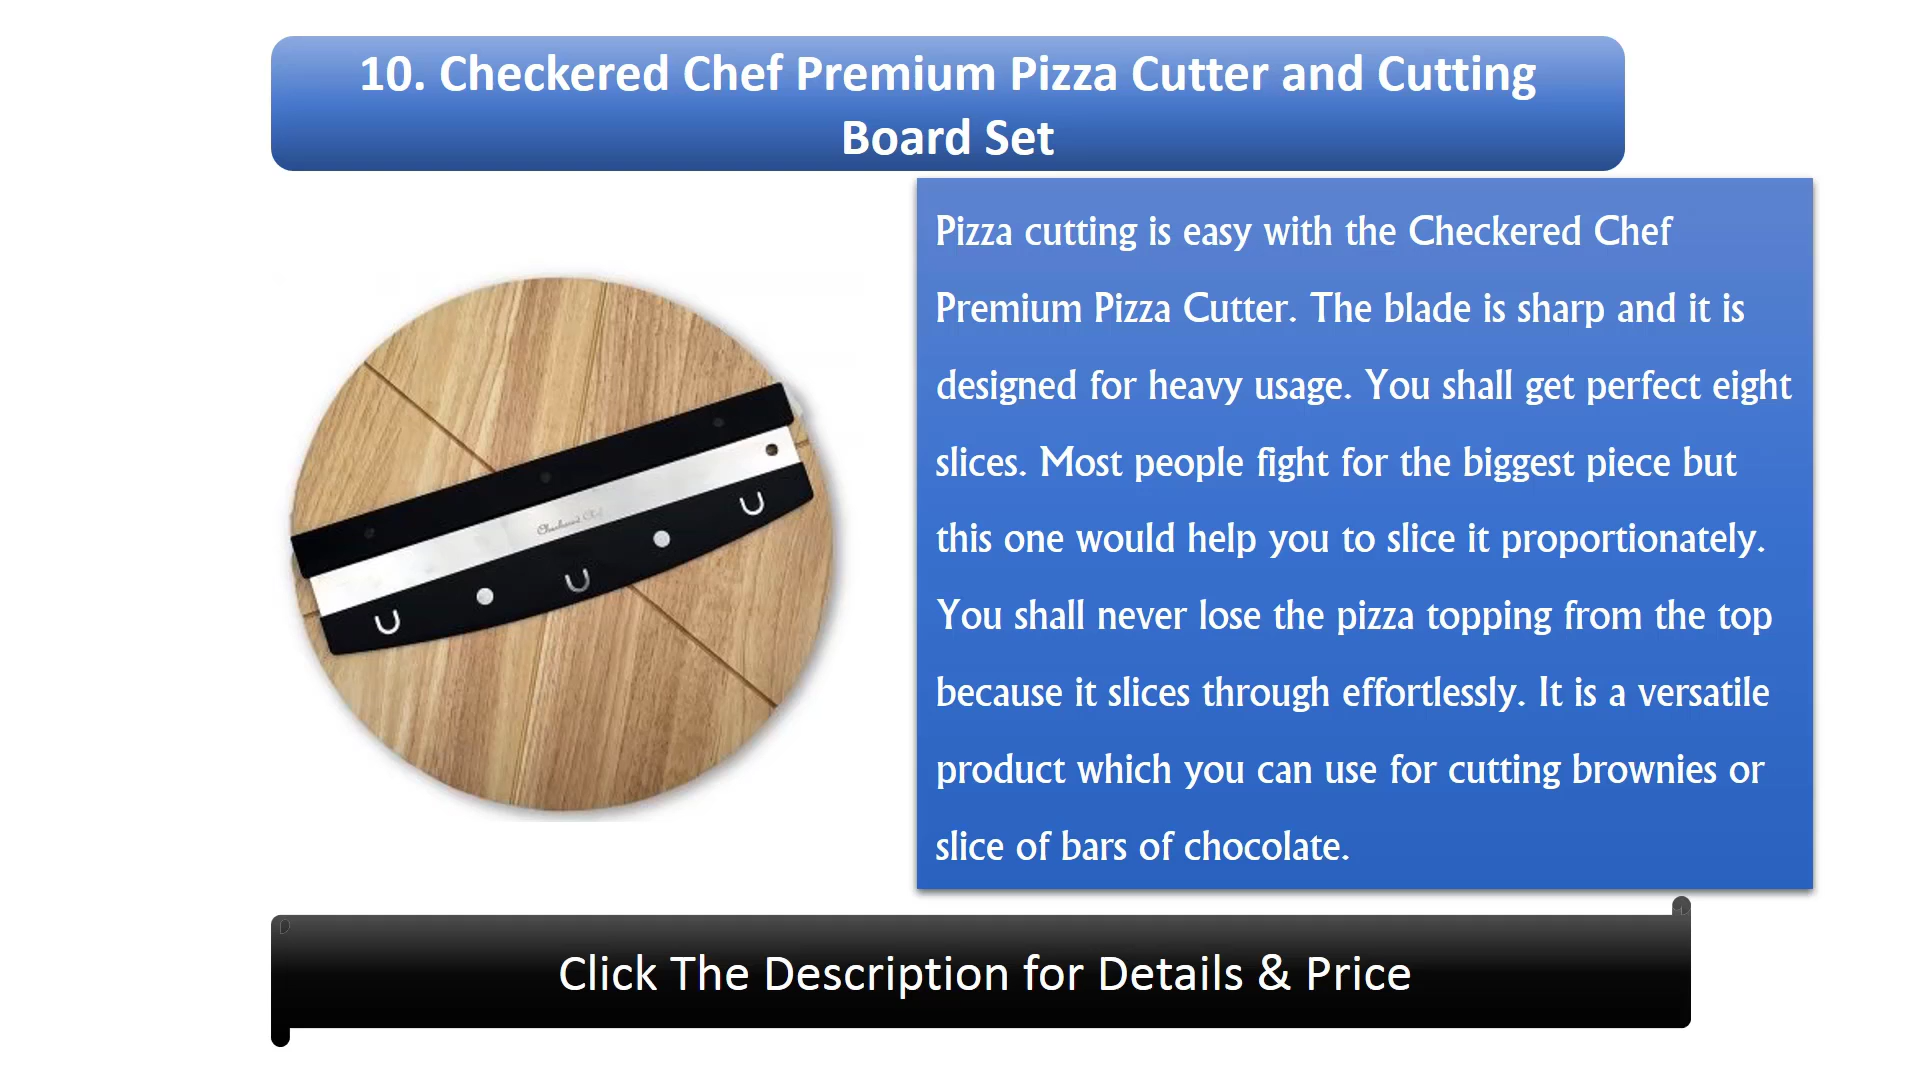 10. Checkered Chef Premium Pizza Cutter and Cutting
Board Set
Pizza cutting is easy with the Checkered Chef
Premium Pizza Cutter. The blade is sharp and it is
designed for heavy usage. You shall get perfect eight
slices. Most people fight for the biggest piece but
this one would help you to slice it proportionately.
You shall never lose the pizza topping from the top
because it slices through effortlessly. It is a versatile
product which you can use for cutting brownies or
slice of bars of chocolate.
Checkered Chef
Click The Description for Details & Price